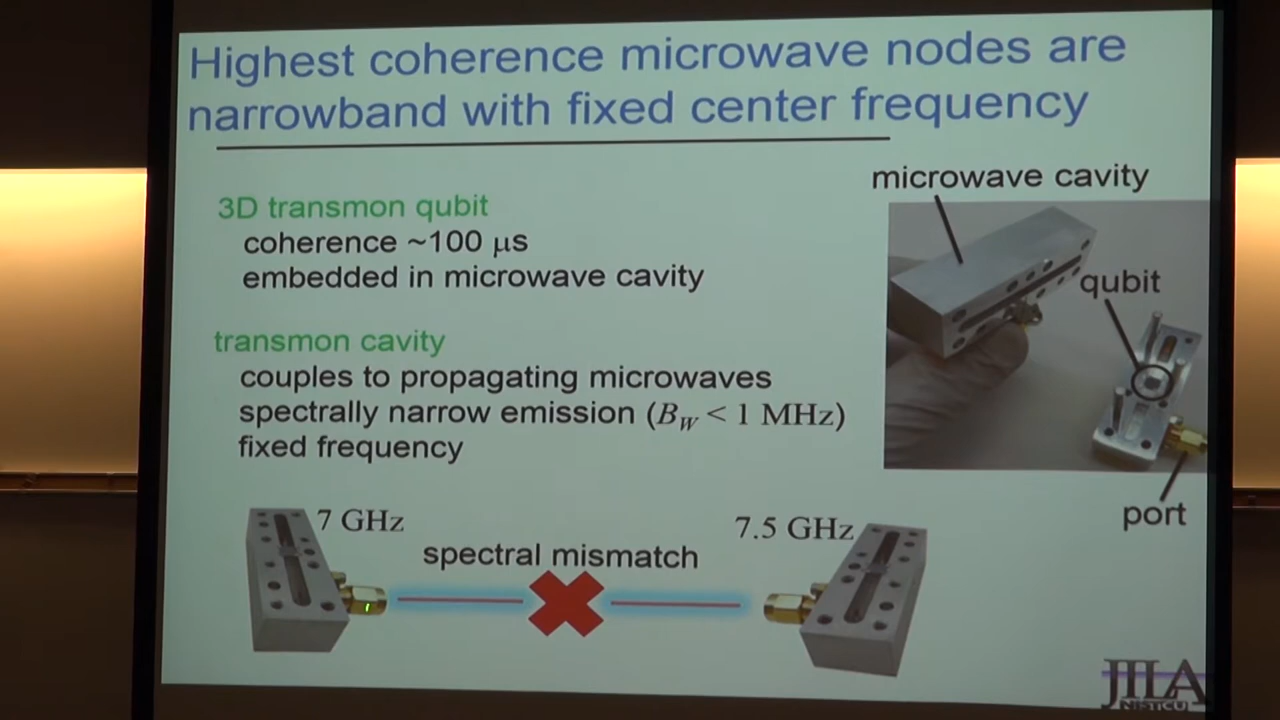 Highest coherence microwave nodes are
narrowband with fixed center frequency
microwave cavity
3D transmon qubit
coherence ~100 μs
embedded in microwave cavity
qubit
transmon cavity
couples to propagating microwaves
spectrally narrow emission (B_W < 1 MHz)
fixed frequency
port
7 GHz
7.5 GHz
spectral mismatch
JILA
NIST/CU